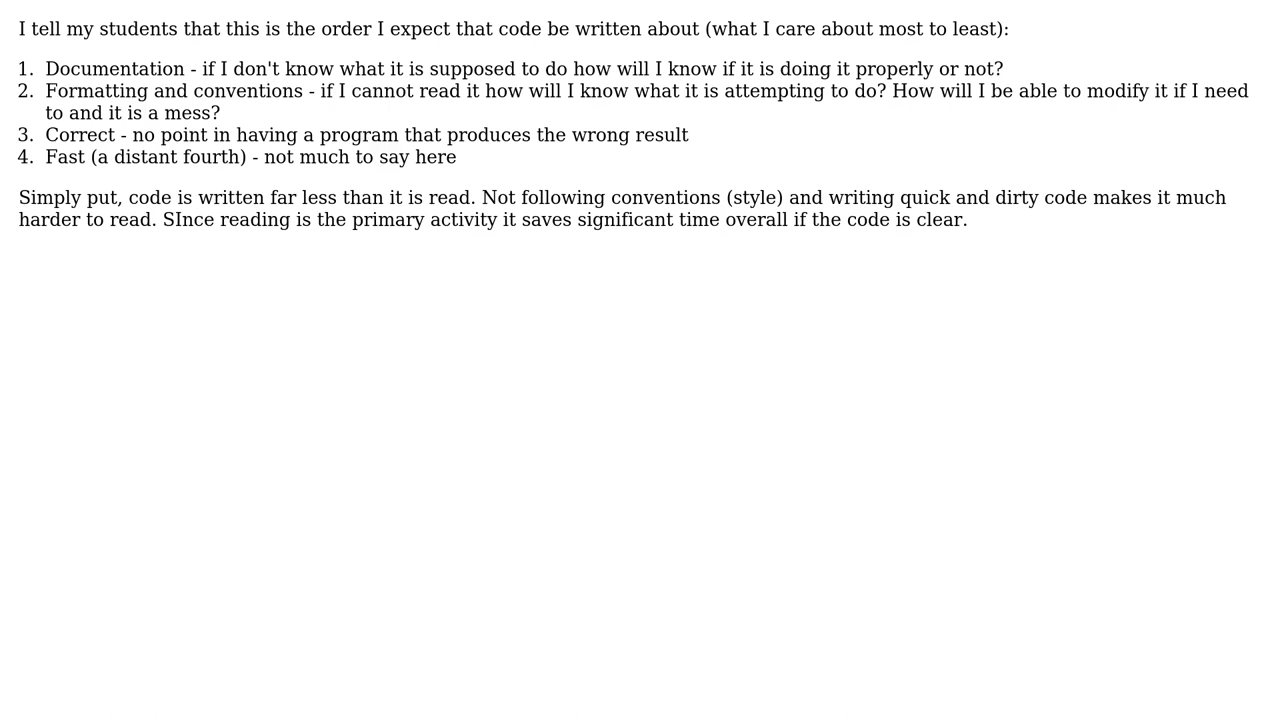 I tell my students that this is the order I expect that code be written about (what I care about most to least):
1. Documentation - if I don't know what it is supposed to do how will I know if it is doing it properly or not?
2. Formatting and conventions - if I cannot read it how will I know what it is attempting to do? How will I be able to modify it if I need
to and it is a mess?
3. Correct - no point in having a program that produces the wrong result
4. Fast (a distant fourth) - not much to say here
Simply put, code is written far less than it is read. Not following conventions (style) and writing quick and dirty code makes it much
harder to read. SInce reading is the primary activity it saves significant time overall if the code is clear.